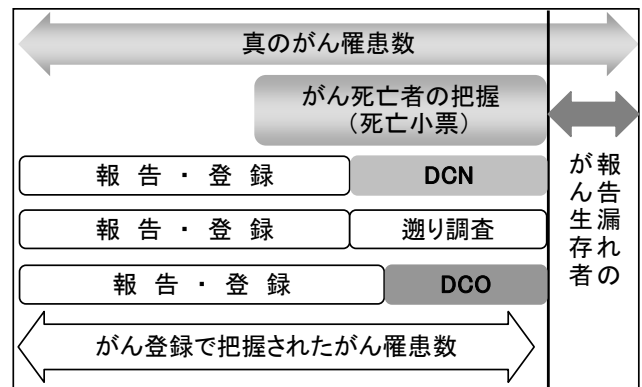 真のがん罹患数
がん死亡者の把握
（死亡小票）
報告・登録
DCN
報告・登録
遡り調査
報告・登録
DCO
がん登録で把握されたがん罹患数
報告漏れの
がん生存者